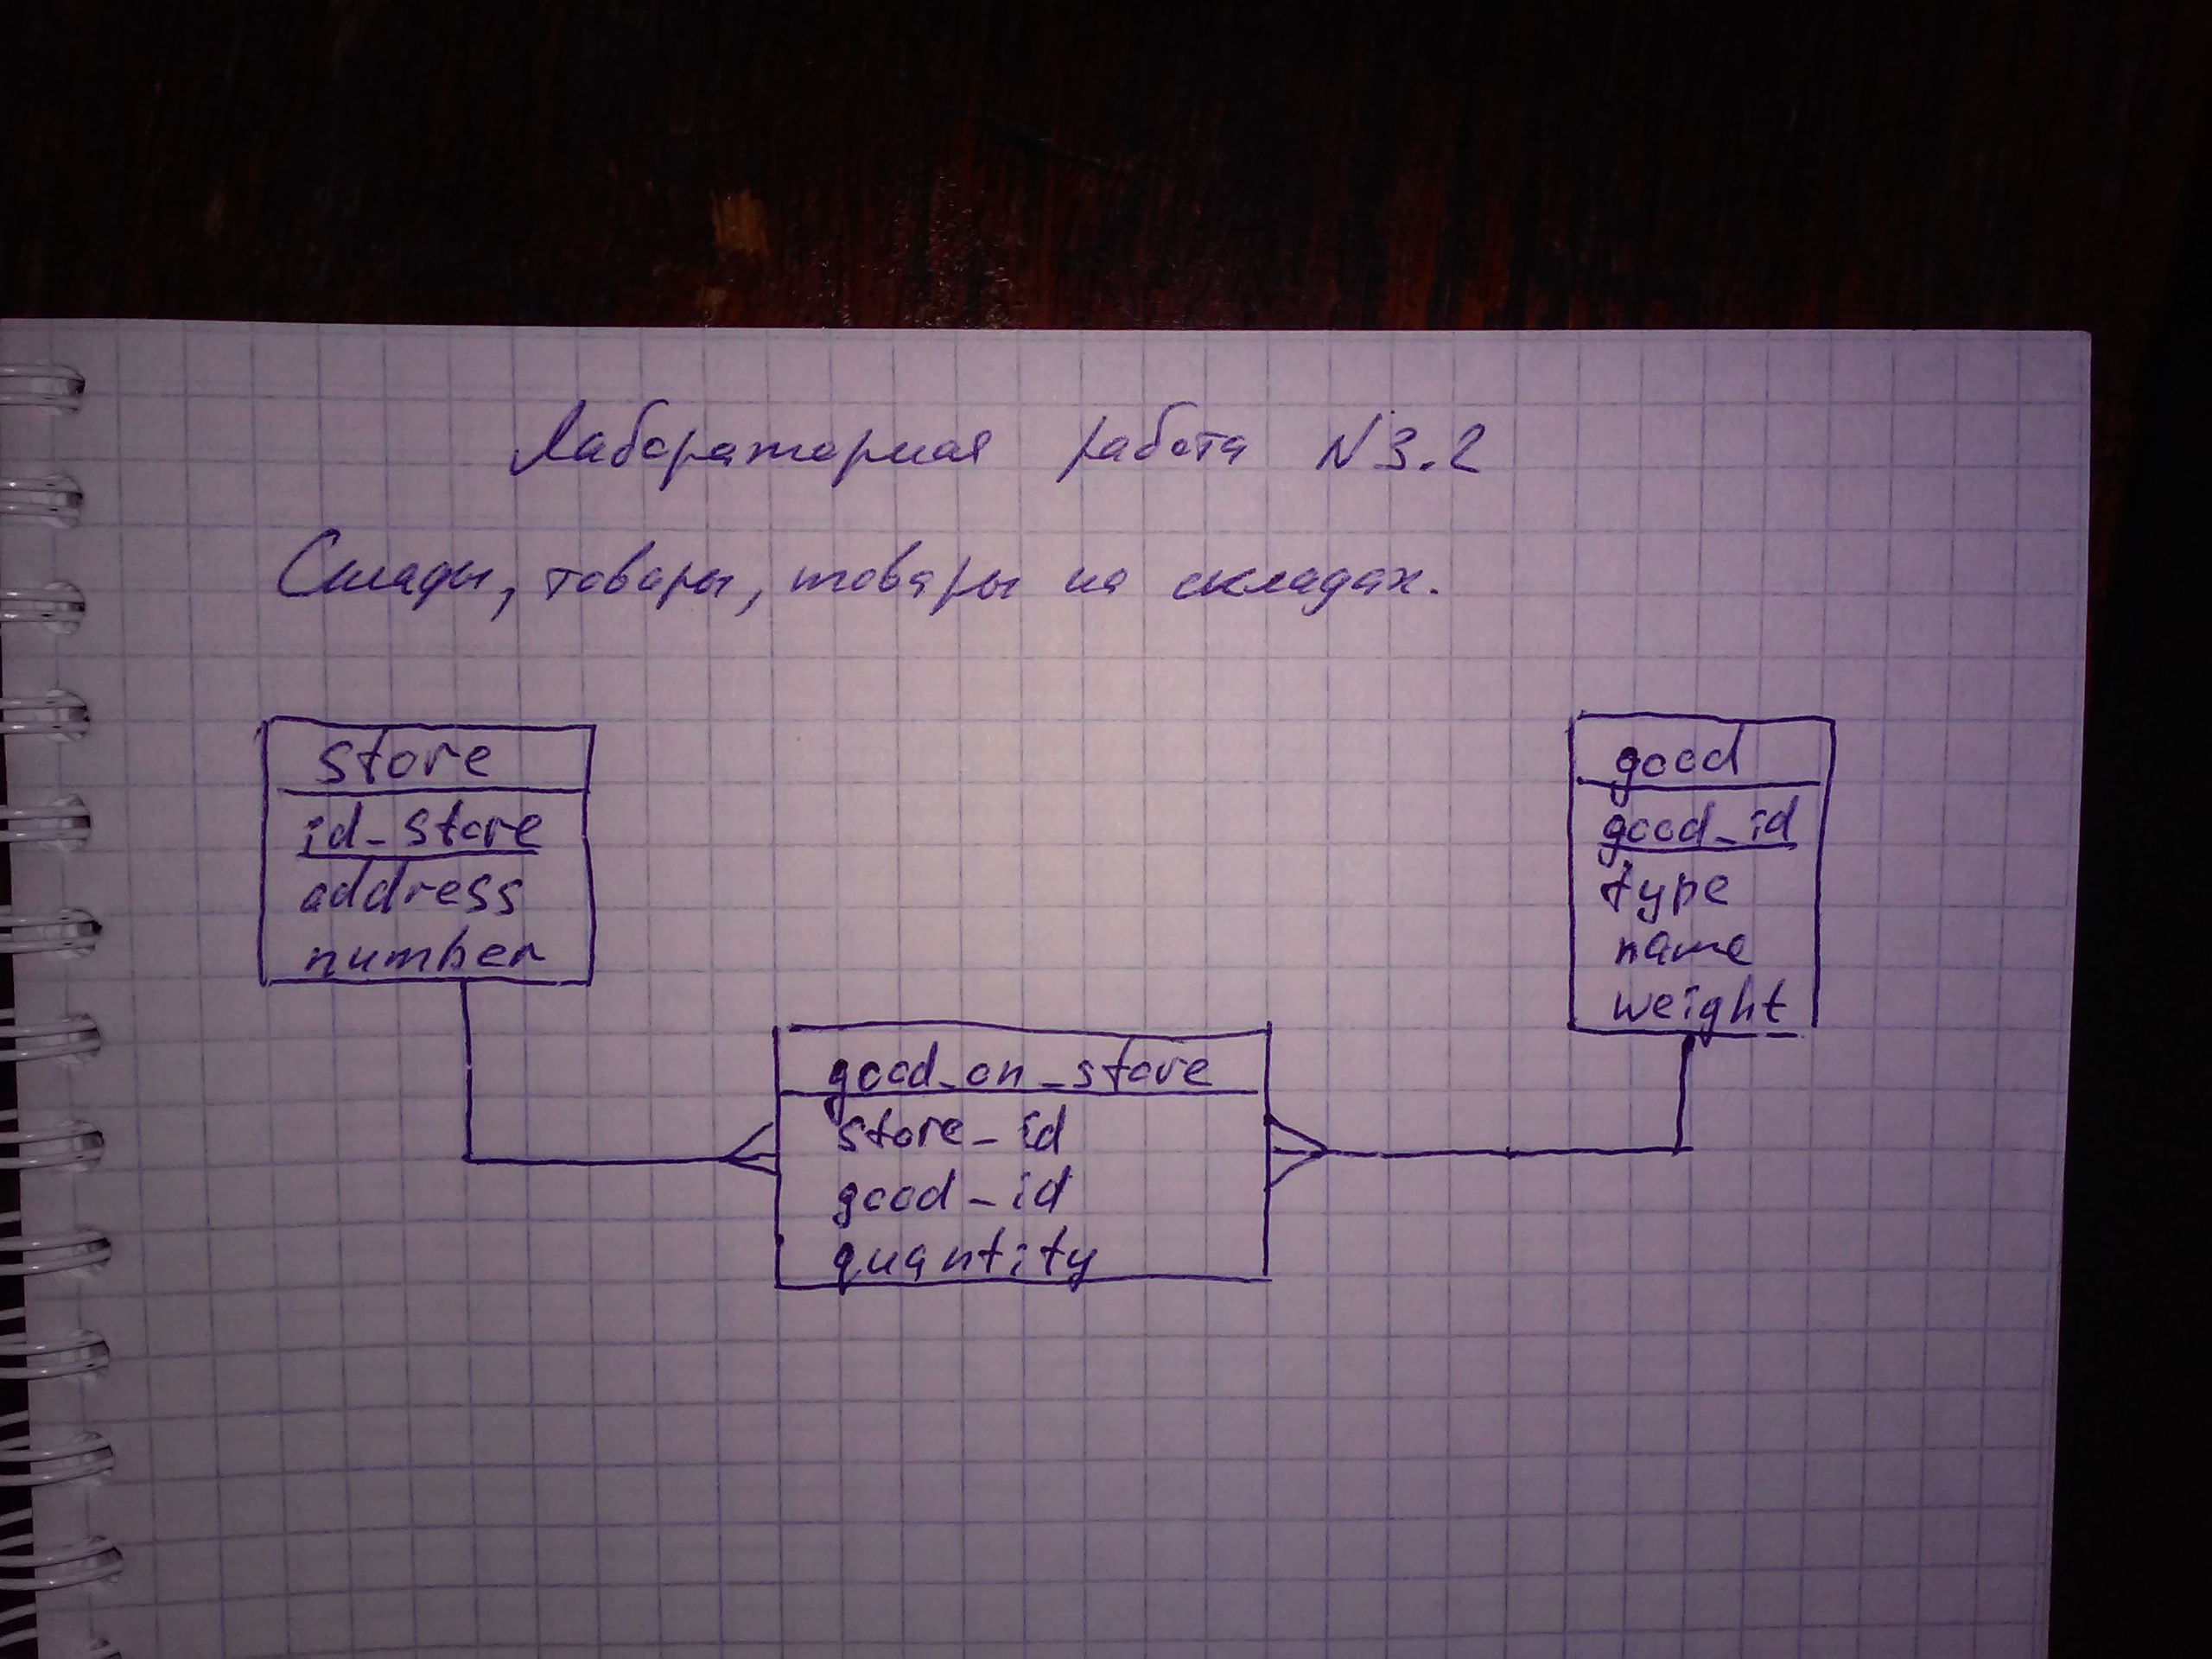 Лабораторная работа №3.2
Склады, товары, товары на складах.
store
id_store
address
number
good_on_store
store_id
good_id
quantity
good
good_id
type
name
weight